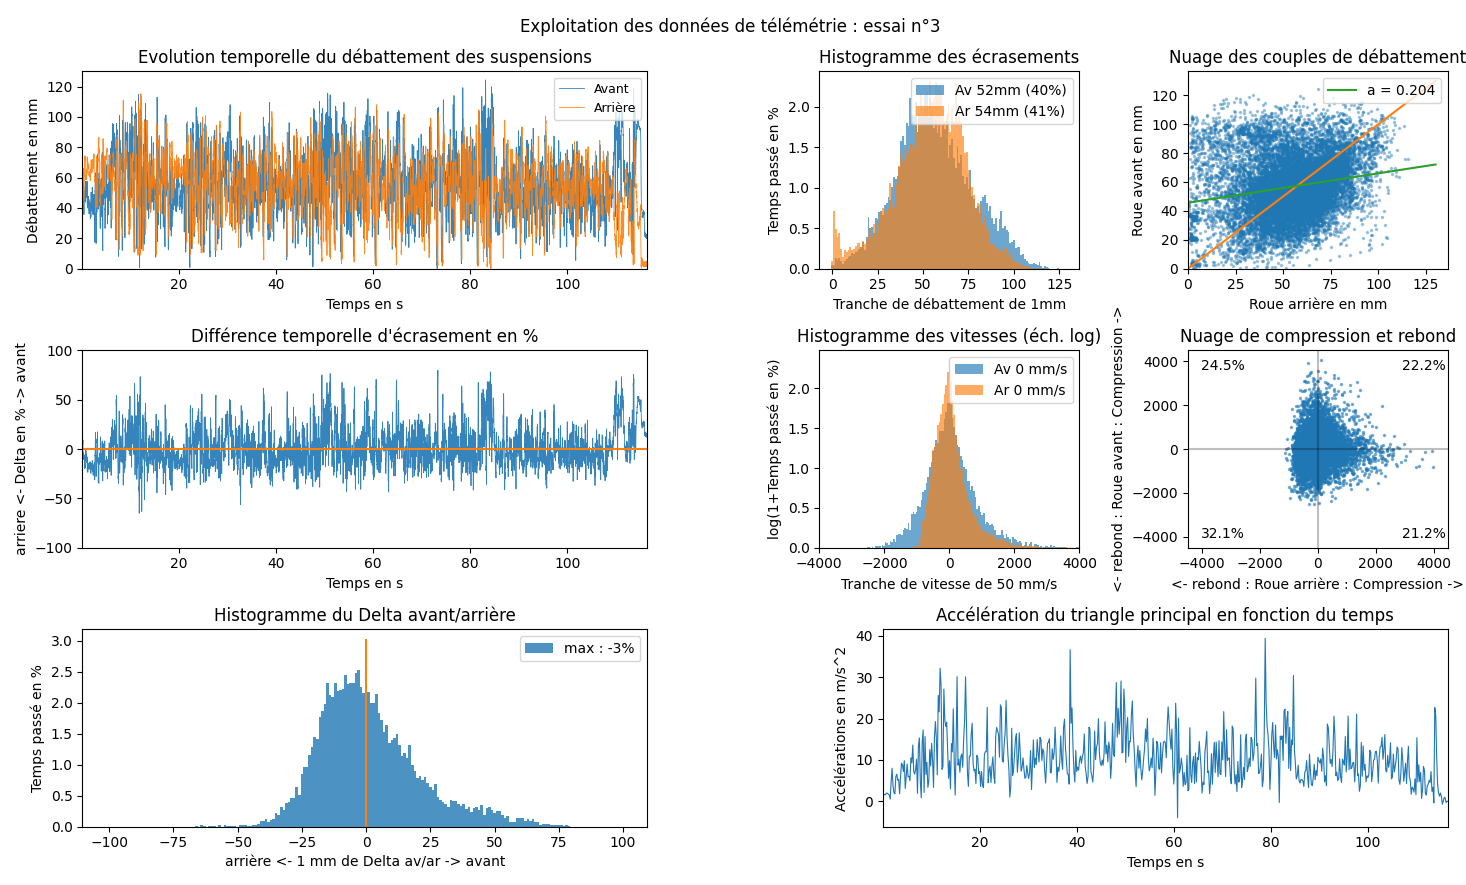 Exploitation des données de télémétrie : essai n°3
Evolution temporelle du débattement des suspensions
Débattement en mm
120
100
80
60
40
20
0
Avant
Arrière
20 40 60 80 100
Temps en s
Histogramme des écrasements
Temps passé en %
2.0
1.5
1.0
0.5
0.0
Av 52mm (40%)
Ar 54mm (41%)
0 25 50 75 100 125
Tranche de débattement de 1mm
Nuage des couples de débattement
Roue avant en mm
120
100
80
60
40
20
0
a = 0.204
0 25 50 75 100 125
Roue arrière en mm
Différence temporelle d'écrasement en %
arriere <- Delta en % -> avant
100
50
0
−50
−100
20 40 60 80 100
Temps en s
Histogramme des vitesses (éch. log)
log(1+Temps passé en %)
2.0
1.5
1.0
0.5
0.0
Av 0 mm/s
Ar 0 mm/s
−4000 −2000 0 2000 4000
Tranche de vitesse de 50 mm/s
Nuage de compression et rebond
<- rebond : Roue avant : Compression ->
4000
2000
0
−2000
−4000
24.5% 22.2%
32.1% 21.2%
−4000 −2000 0 2000 4000
<- rebond : Roue arrière : Compression ->
Histogramme du Delta avant/arrière
Temps passé en %
3.0
2.5
2.0
1.5
1.0
0.5
0.0
max : -3%
−100 −75 −50 −25 0 25 50 75 100
arrière <- 1 mm de Delta av/ar -> avant
Accélération du triangle principal en fonction du temps
Accélérations en m/s^2
40
30
20
10
0
20 40 60 80 100
Temps en s